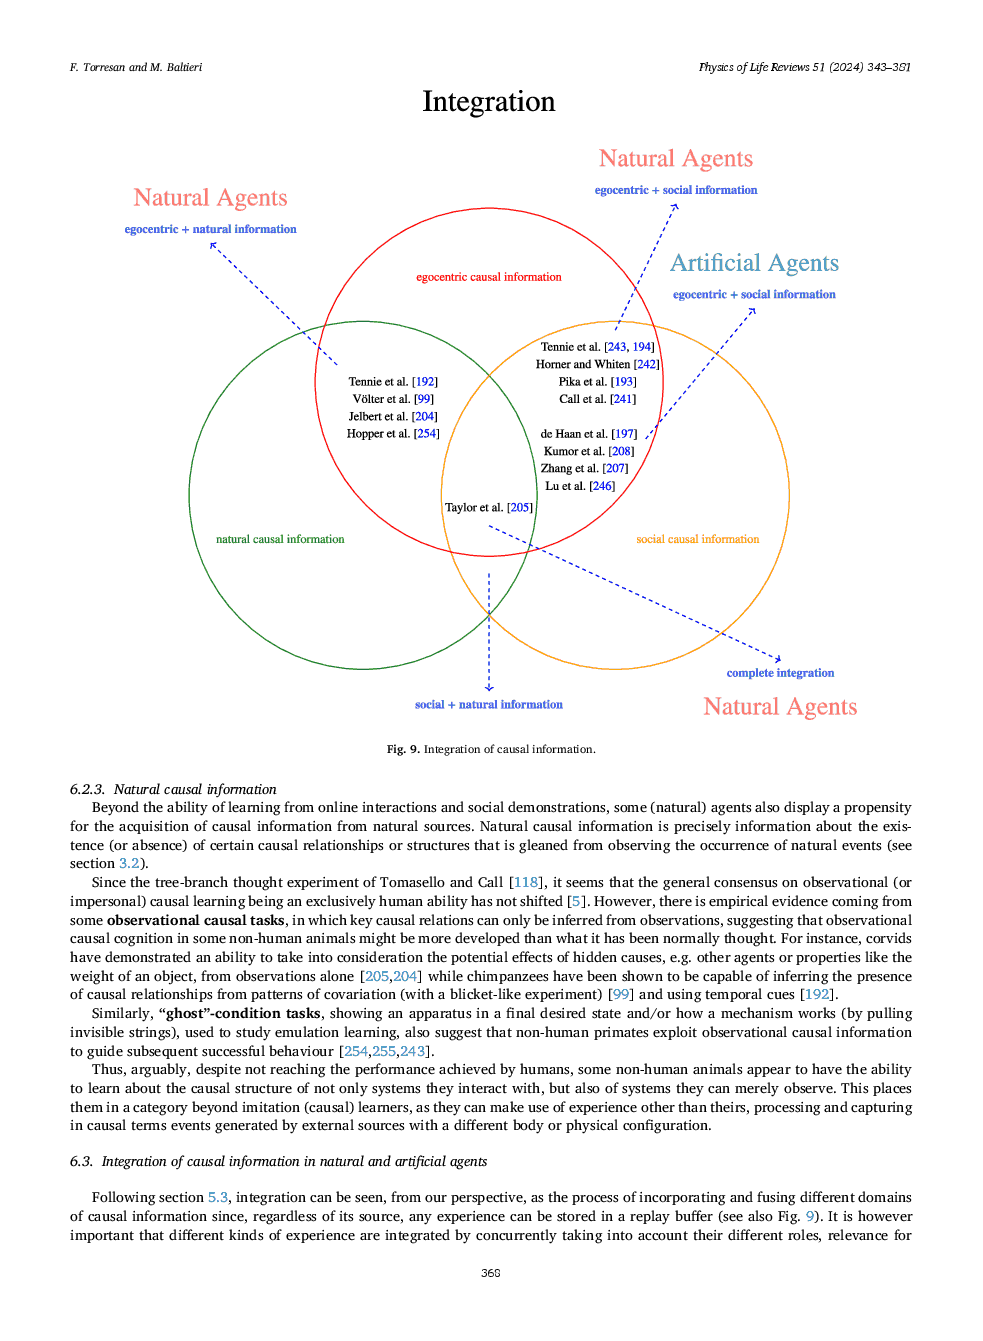 F. Torresan and M. Baltieri
Physics of Life Reviews 51 (2024) 343–381
Integration
Natural Agents
egocentric + social information
Natural Agents
egocentric + natural information
Artificial Agents
egocentric + social information
egocentric causal information
Tennie et al. [243, 194]
Horner and Whiten [242]
Pika et al. [193]
Call et al. [241]
Tennie et al. [192]
Völter et al. [99]
Jelbert et al. [204]
Hopper et al. [254]
de Haan et al. [197]
Kumor et al. [208]
Zhang et al. [207]
Lu et al. [246]
Taylor et al. [205]
natural causal information
social causal information
complete integration
Natural Agents
social + natural information
Fig. 9. Integration of causal information.
6.2.3. Natural causal information
Beyond the ability of learning from online interactions and social demonstrations, some (natural) agents also display a propensity
for the acquisition of causal information from natural sources. Natural causal information is precisely information about the exis-
tence (or absence) of certain causal relationships or structures that is gleaned from observing the occurrence of natural events (see
section 3.2).
Since the tree-branch thought experiment of Tomasello and Call [118], it seems that the general consensus on observational (or
impersonal) causal learning being an exclusively human ability has not shifted [5]. However, there is empirical evidence coming from
some observational causal tasks, in which key causal relations can only be inferred from observations, suggesting that observational
causal cognition in some non-human animals might be more developed than what it has been normally thought. For instance, corvids
have demonstrated an ability to take into consideration the potential effects of hidden causes, e.g. other agents or properties like the
weight of an object, from observations alone [205,204] while chimpanzees have been shown to be capable of inferring the presence
of causal relationships from patterns of covariation (with a blicket-like experiment) [99] and using temporal cues [192].
Similarly, “ghost”-condition tasks, showing an apparatus in a final desired state and/or how a mechanism works (by pulling
invisible strings), used to study emulation learning, also suggest that non-human primates exploit observational causal information
to guide subsequent successful behaviour [254,255,243].
Thus, arguably, despite not reaching the performance achieved by humans, some non-human animals appear to have the ability
to learn about the causal structure of not only systems they interact with, but also of systems they can merely observe. This places
them in a category beyond imitation (causal) learners, as they can make use of experience other than theirs, processing and capturing
in causal terms events generated by external sources with a different body or physical configuration.
6.3. Integration of causal information in natural and artificial agents
Following section 5.3, integration can be seen, from our perspective, as the process of incorporating and fusing different domains
of causal information since, regardless of its source, any experience can be stored in a replay buffer (see also Fig. 9). It is however
important that different kinds of experience are integrated by concurrently taking into account their different roles, relevance for
368